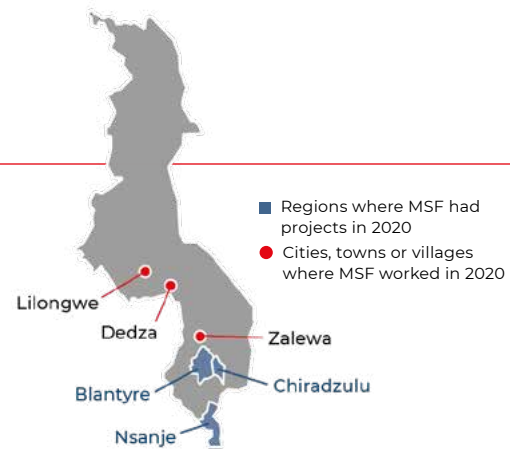 Regions where MSF had
projects in 2020
Cities, towns or villages
where MSF worked in 2020
Lilongwe
Dedza
Zalewa
Blantyre
Chiradzulu
Nsanje